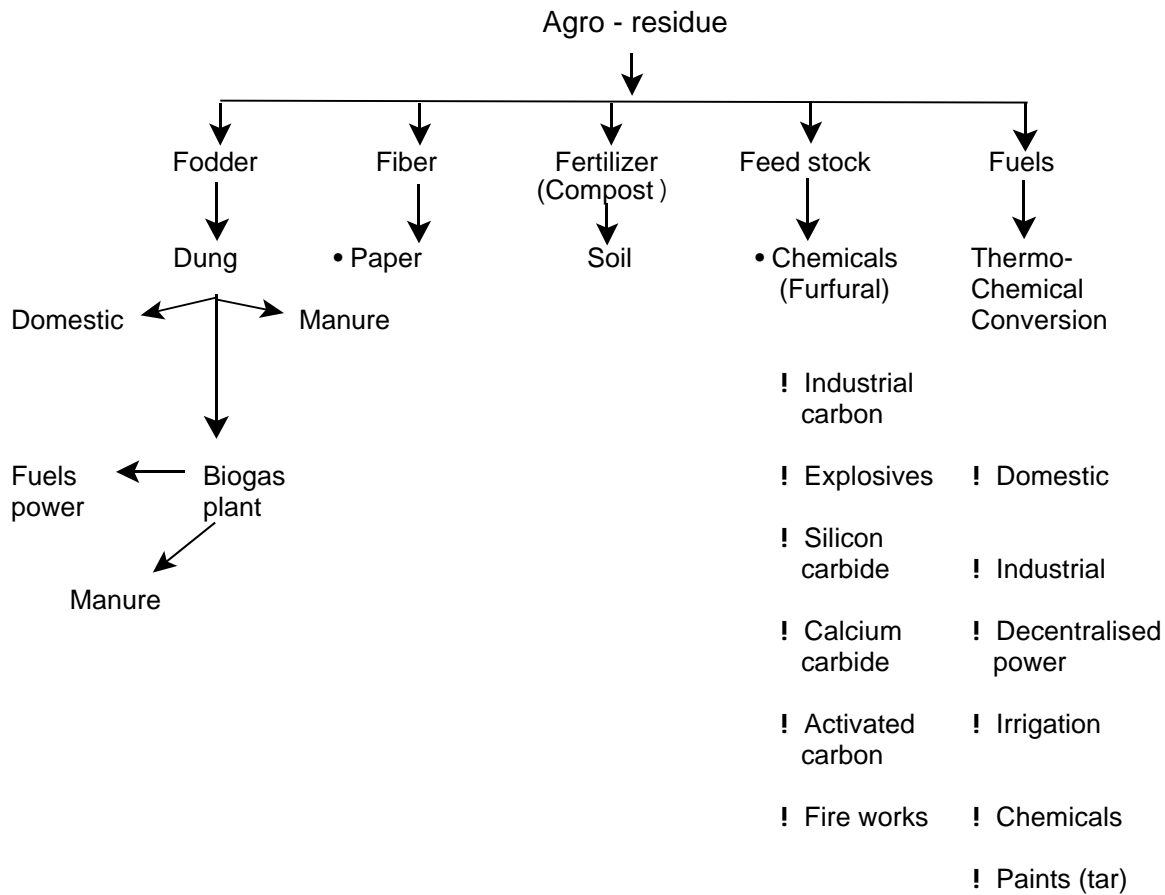 Agro - residue
Fodder
Fiber
Fertilizer
(Compost )
Feed stock
Fuels
Dung
• Paper
Soil
• Chemicals
(Furfural)
Thermo-
Chemical
Conversion
Domestic
Manure
! Industrial
carbon
Fuels
power
Biogas
plant
! Explosives
! Domestic
! Silicon
carbide
! Industrial
Manure
! Calcium
carbide
! Decentralised
power
! Activated
carbon
! Irrigation
! Fire works
! Chemicals
! Paints (tar)